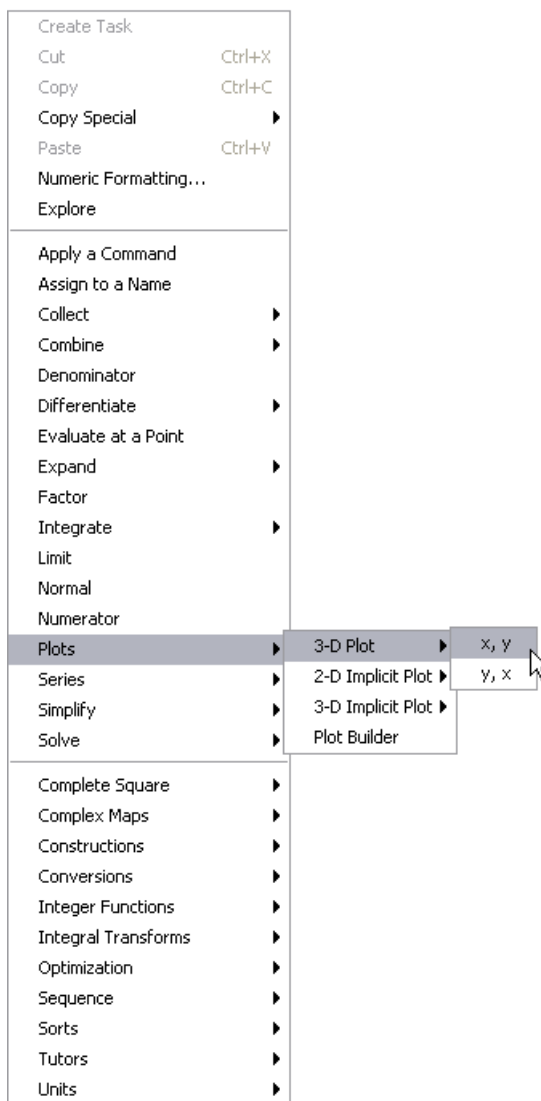 Create Task
Cut Ctrl+X
Copy Ctrl+C
Copy Special
Paste Ctrl+V
Numeric Formatting...
Explore
Apply a Command
Assign to a Name
Collect
Combine
Denominator
Differentiate
Evaluate at a Point
Expand
Factor
Integrate
Limit
Normal
Numerator
Plots
Series
Simplify
Solve
Complete Square
Complex Maps
Constructions
Conversions
Integer Functions
Integral Transforms
Optimization
Sequence
Sorts
Tutors
Units
3-D Plot
2-D Implicit Plot
3-D Implicit Plot
Plot Builder
x, y
y, x